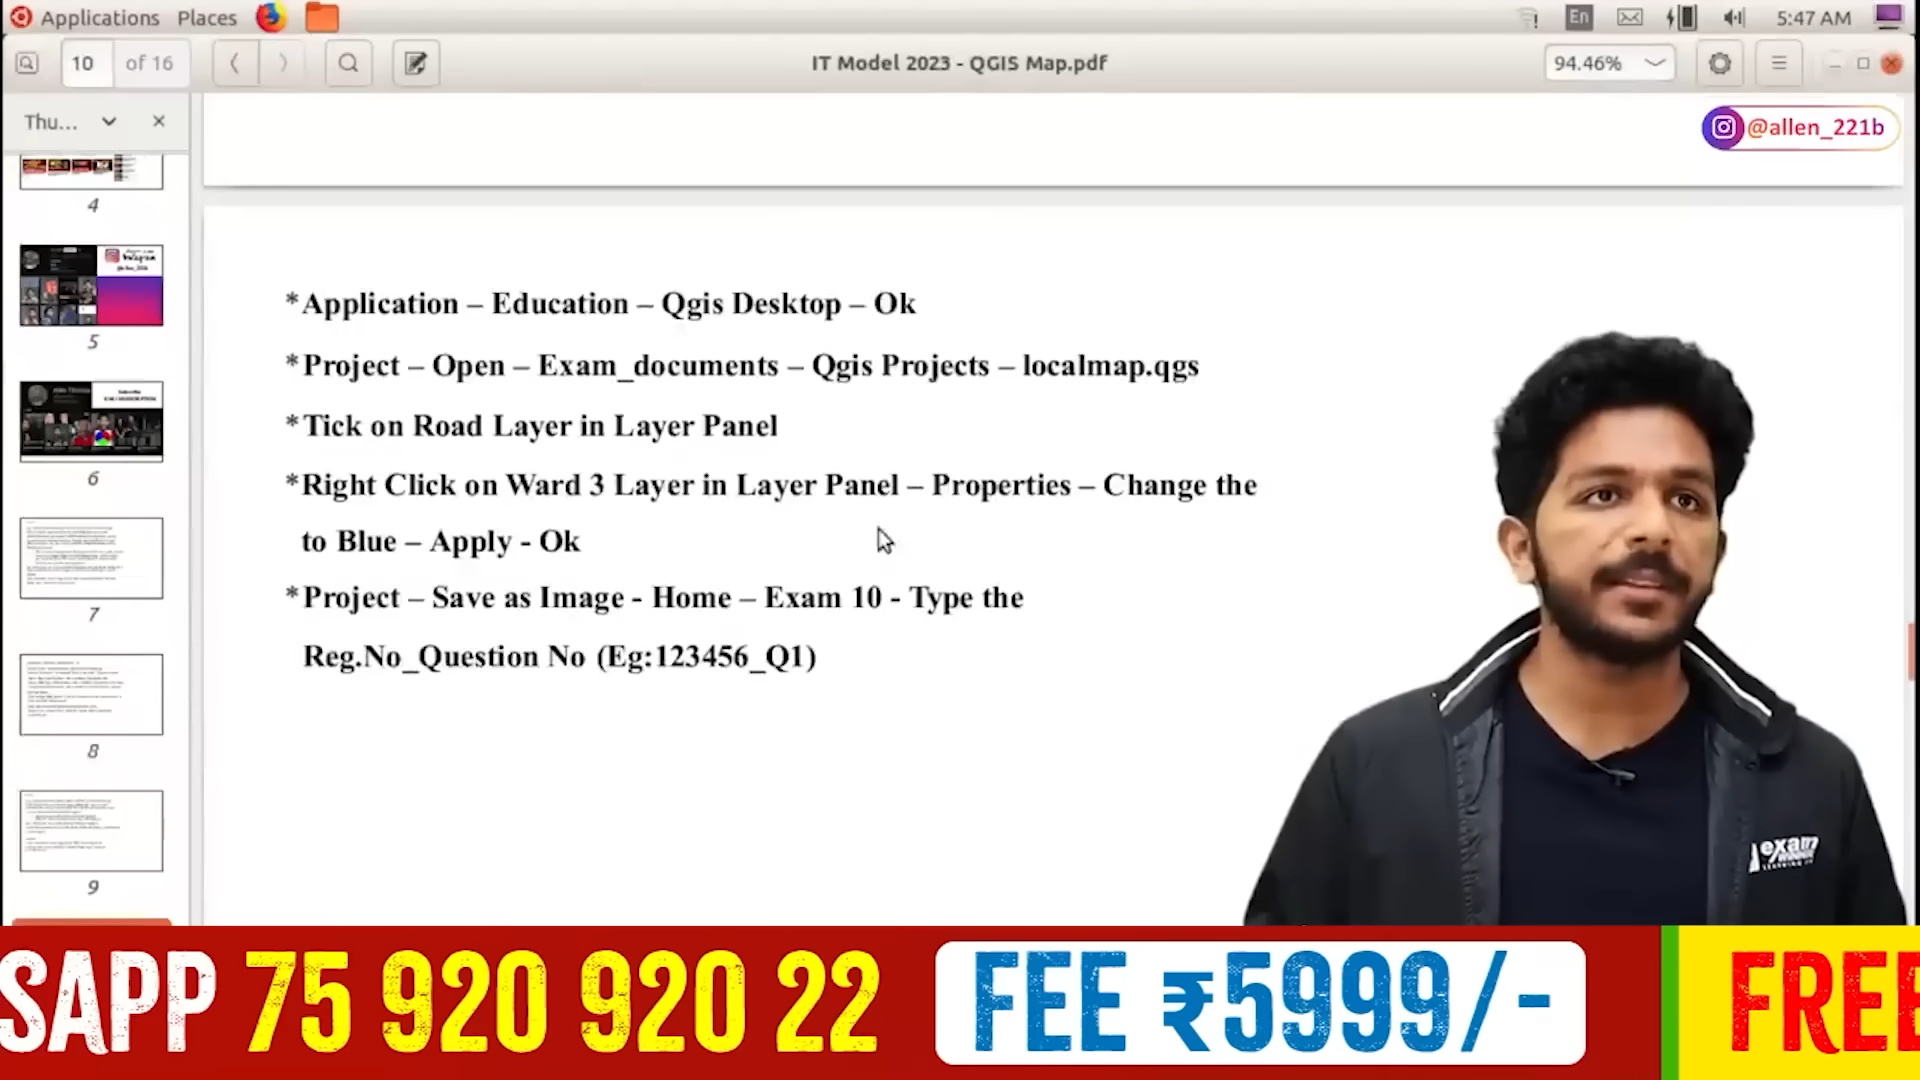 Applications Places En 5:47 AM
10 of 16 IT Model 2023 - QGIS Map.pdf 94.46%
Thu...
@allen_221b
4
5
6
7
8
9
*Application – Education – Qgis Desktop – Ok
*Project – Open – Exam_documents – Qgis Projects – localmap.qgs
*Tick on Road Layer in Layer Panel
*Right Click on Ward 3 Layer in Layer Panel – Properties – Change the
to Blue – Apply - Ok
*Project – Save as Image - Home – Exam 10 - Type the
Reg.No_Question No (Eg:123456_Q1)
exam
WINNER
SAPP 75 920 920 22 FEE ₹5999/- FREE